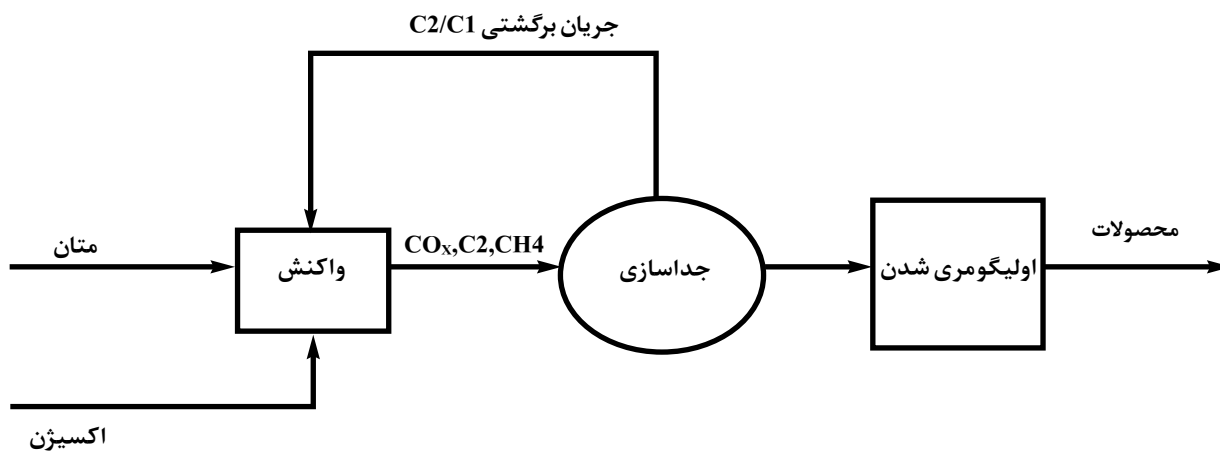 جریان برگشتی C2/C1
متان
واکنش
COx,C2,CH4
جداسازی
اولیگومری شدن
محصولات
اکسیژن